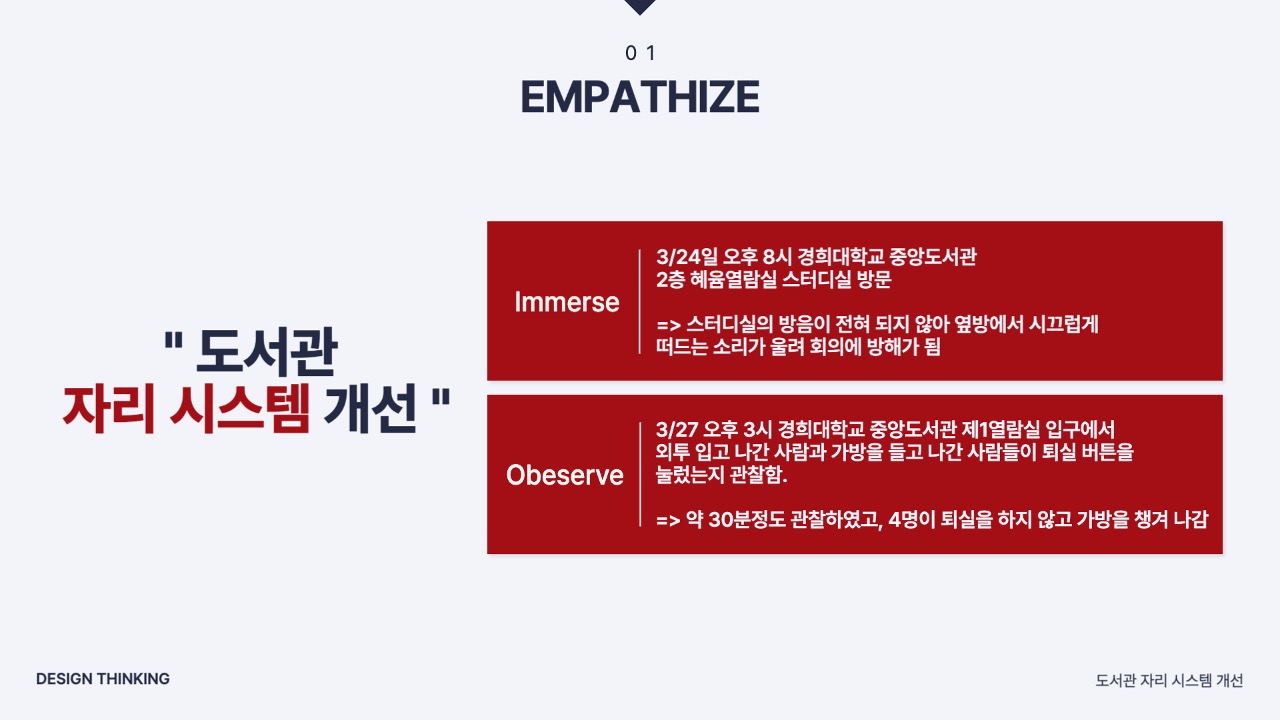 0 1
EMPATHIZE
" 도서관
자리 시스템 개선 "
Immerse
3/24일 오후 8시 경희대학교 중앙도서관
2층 혜윰열람실 스터디실 방문
=> 스터디실의 방음이 전혀 되지 않아 옆방에서 시끄럽게
떠드는 소리가 울려 회의에 방해가 됨
Obeserve
3/27 오후 3시 경희대학교 중앙도서관 제1열람실 입구에서
외투 입고 나간 사람과 가방을 들고 나간 사람들이 퇴실 버튼을
눌렀는지 관찰함.
=> 약 30분정도 관찰하였고, 4명이 퇴실을 하지 않고 가방을 챙겨 나감
DESIGN THINKING
도서관 자리 시스템 개선